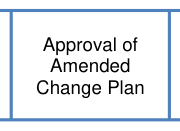 Approval of
Amended
Change Plan